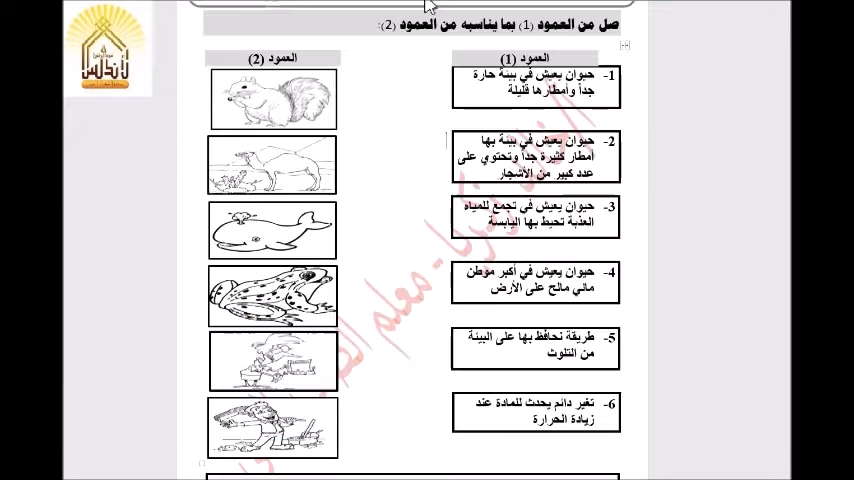 صل من العمود (1) بما يناسبه من العمود (2):
العمود (1)
العمود (2)
1- حيوان يعيش في بيئة حارة
جداً وأمطارها قليلة
2- حيوان يعيش في بيئة بها
أمطار كثيرة جداً وتحتوي على
عدد كبير من الأشجار
3- حيوان يعيش في تجمع للمياه
العذبة تحيط بها اليابسة
4- حيوان يعيش في أكبر موطن
مائي مالح على الأرض
5- طريقة نحافظ بها على البيئة
من التلوث
6- تغير دائم يحدث للمادة عند
زيادة الحرارة
الأندلس